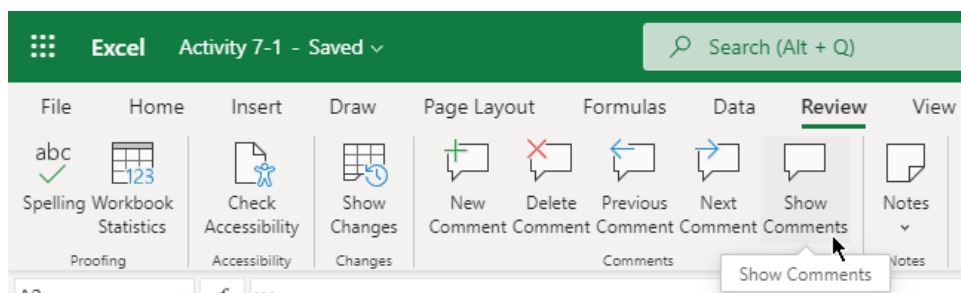 Excel Activity 7-1 - Saved Search (Alt + Q)
File Home Insert Draw Page Layout Formulas Data Review View
abc
123
Spelling Workbook Statistics Check Accessibility Show Changes New Comment Delete Comment Previous Comment Next Comment Show Comments Notes
Proofing Accessibility Changes Comments Notes
Show Comments